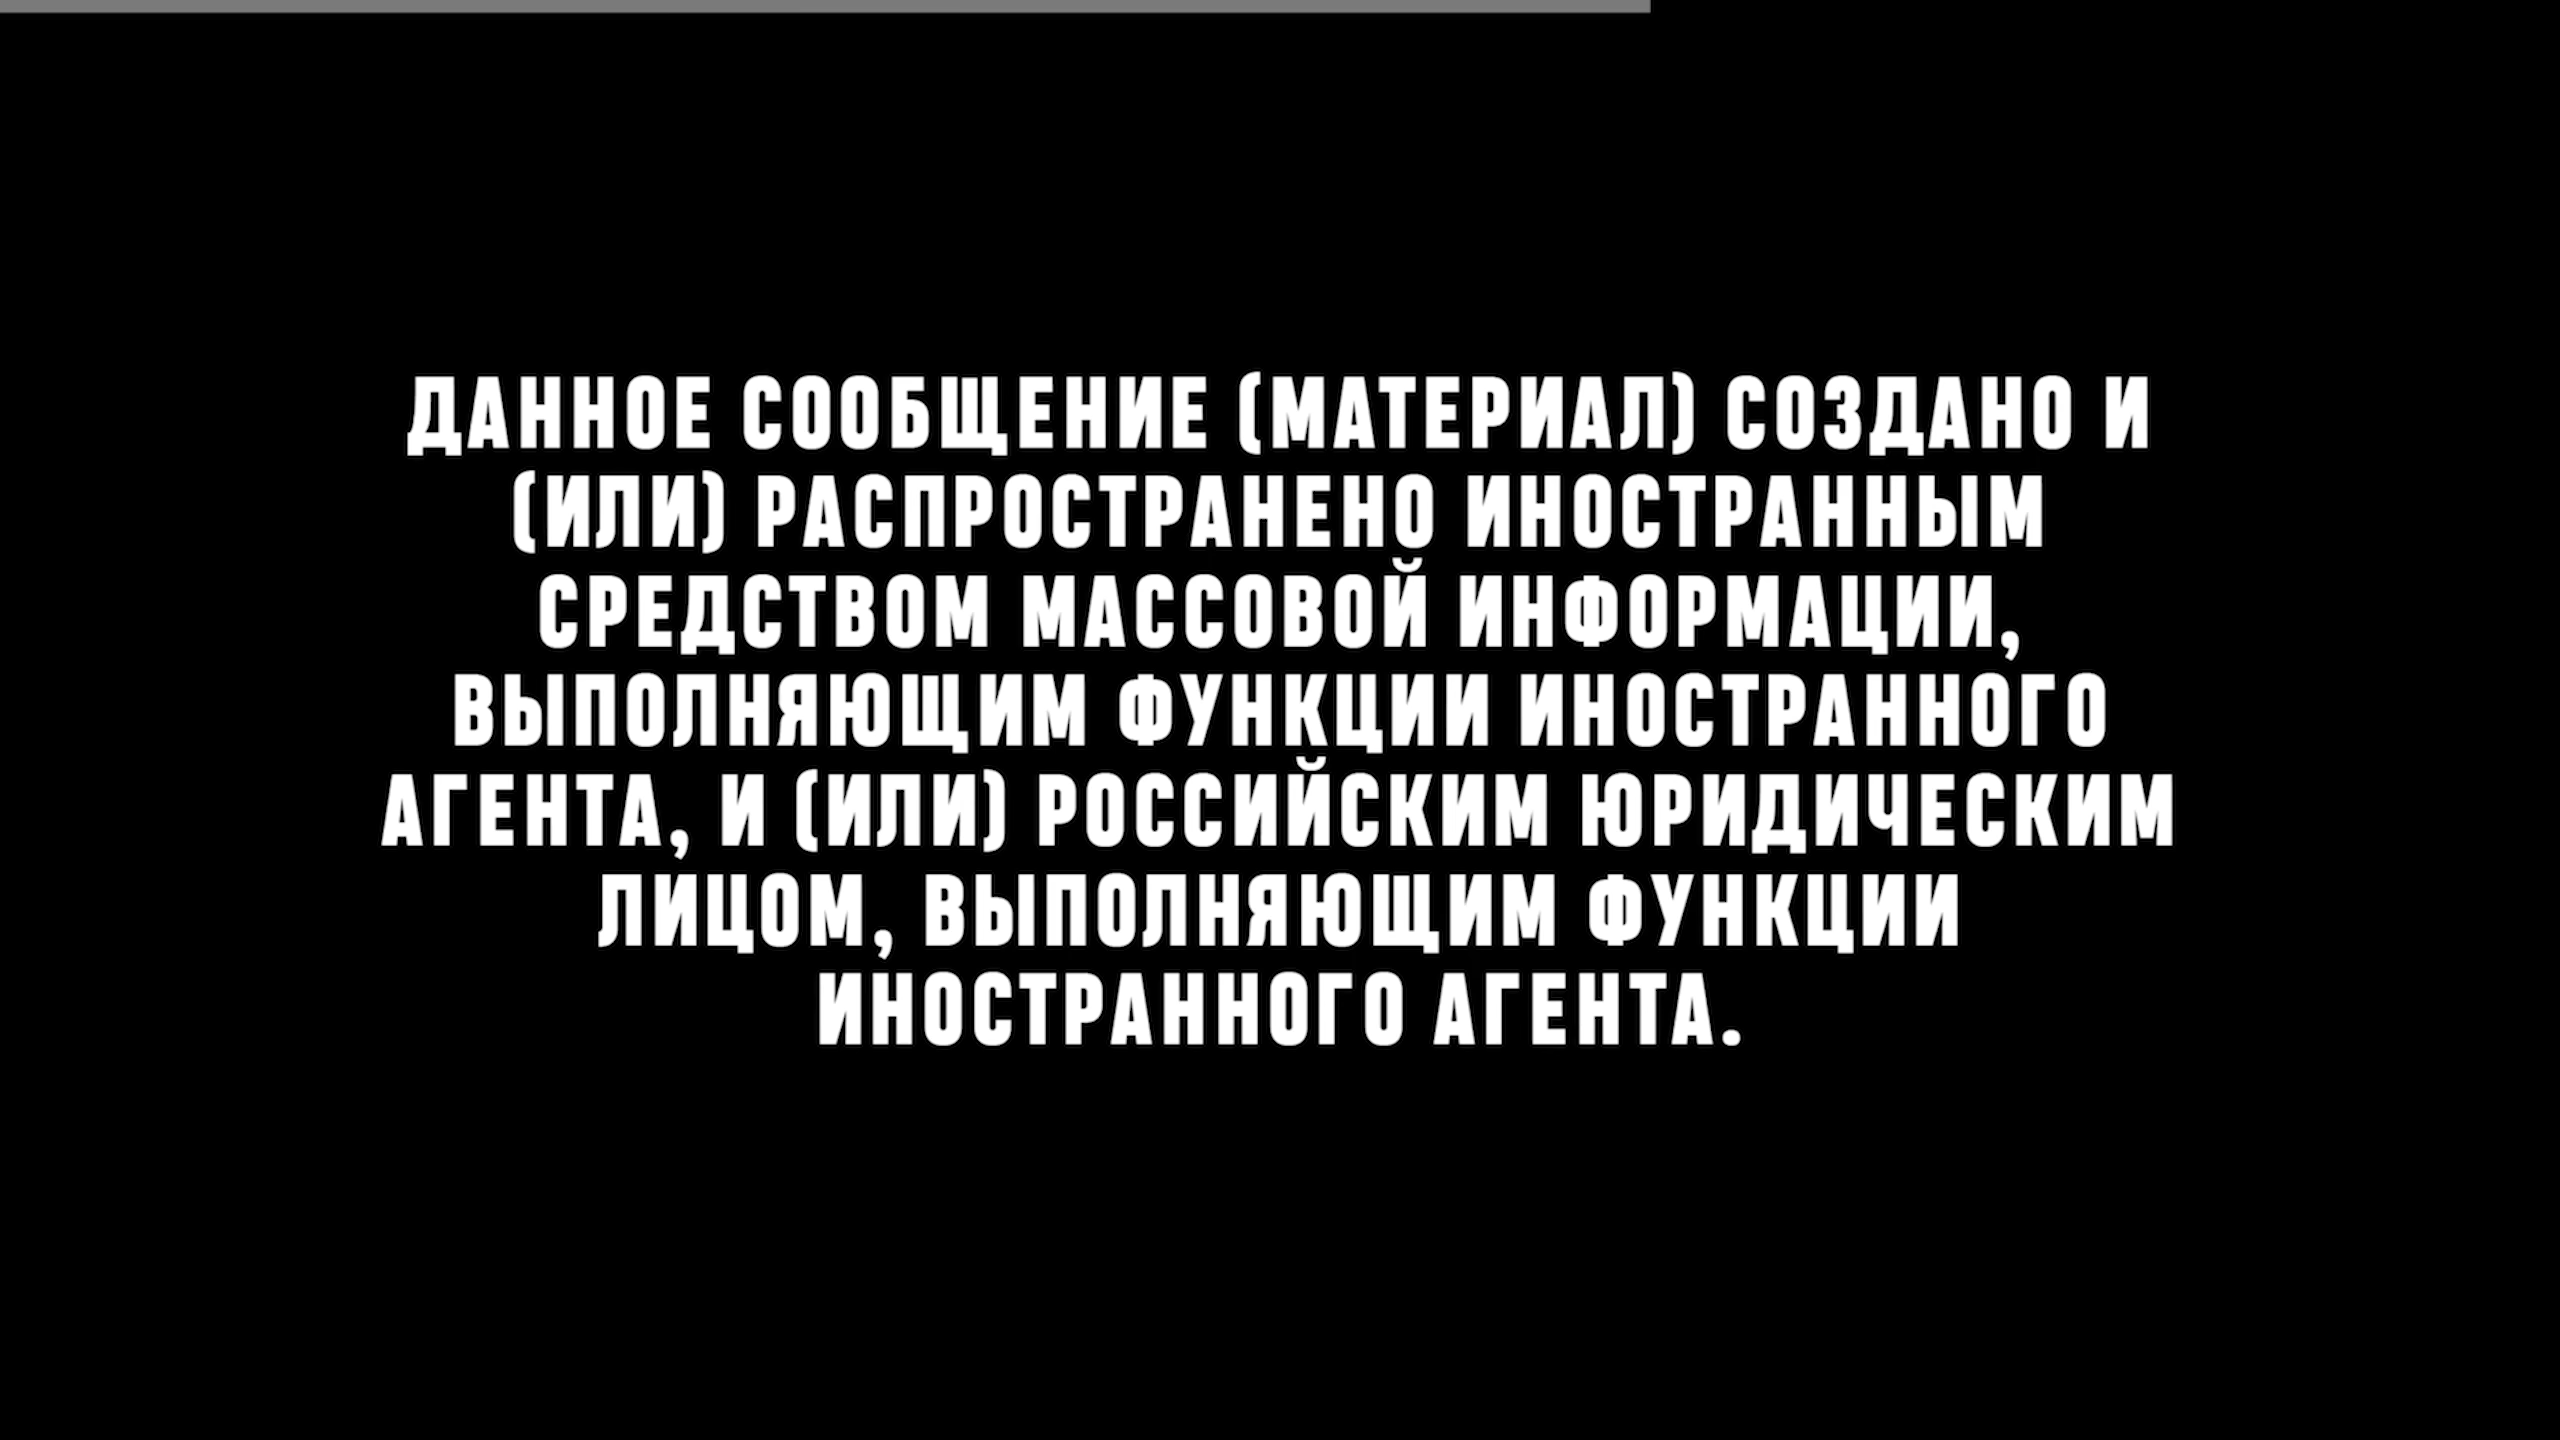 ДАННОЕ СООБЩЕНИЕ (МАТЕРИАЛ) СОЗДАНО И
(ИЛИ) РАСПРОСТРАНЕНО ИНОСТРАННЫМ
СРЕДСТВОМ МАССОВОЙ ИНФОРМАЦИИ,
ВЫПОЛНЯЮЩИМ ФУНКЦИИ ИНОСТРАННОГО
АГЕНТА, И (ИЛИ) РОССИЙСКИМ ЮРИДИЧЕСКИМ
ЛИЦОМ, ВЫПОЛНЯЮЩИМ ФУНКЦИИ
ИНОСТРАННОГО АГЕНТА.